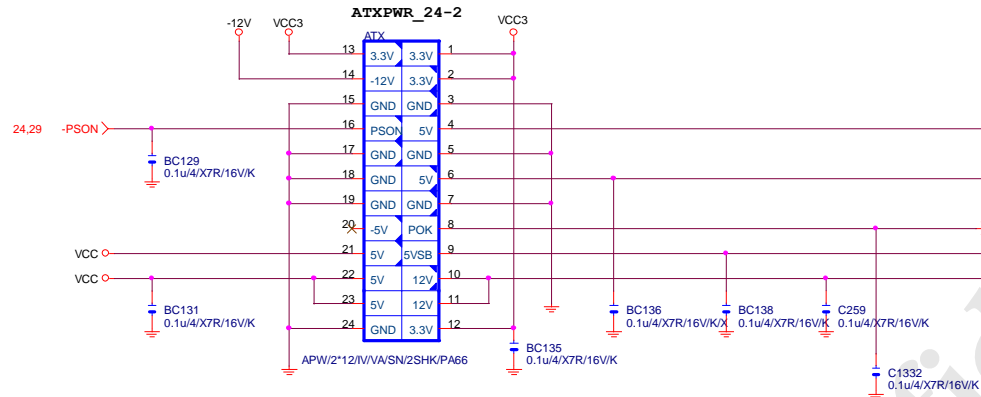 ATXPWR_24-2
-12V VCC3 VCC3
ATX
13 3.3V 3.3V 1
14 -12V 3.3V 2
15 GND GND 3
24,29 -PSON 16 PSON 5V 4
17 GND GND 5
18 GND 5V 6
19 GND GND 7
20 -5V POK 8
VCC 21 5V 5VSB 9
VCC 22 5V 12V 10
23 5V 12V 11
24 GND 3.3V 12
BC129
0.1u/4/X7R/16V/K
BC131
0.1u/4/X7R/16V/K
BC136
0.1u/4/X7R/16V/K/X
BC138
0.1u/4/X7R/16V/K
C259
0.1u/4/X7R/16V/K
APW/2*12/IV/VA/SN/2SHK/PA66
BC135
0.1u/4/X7R/16V/K
C1332
0.1u/4/X7R/16V/K